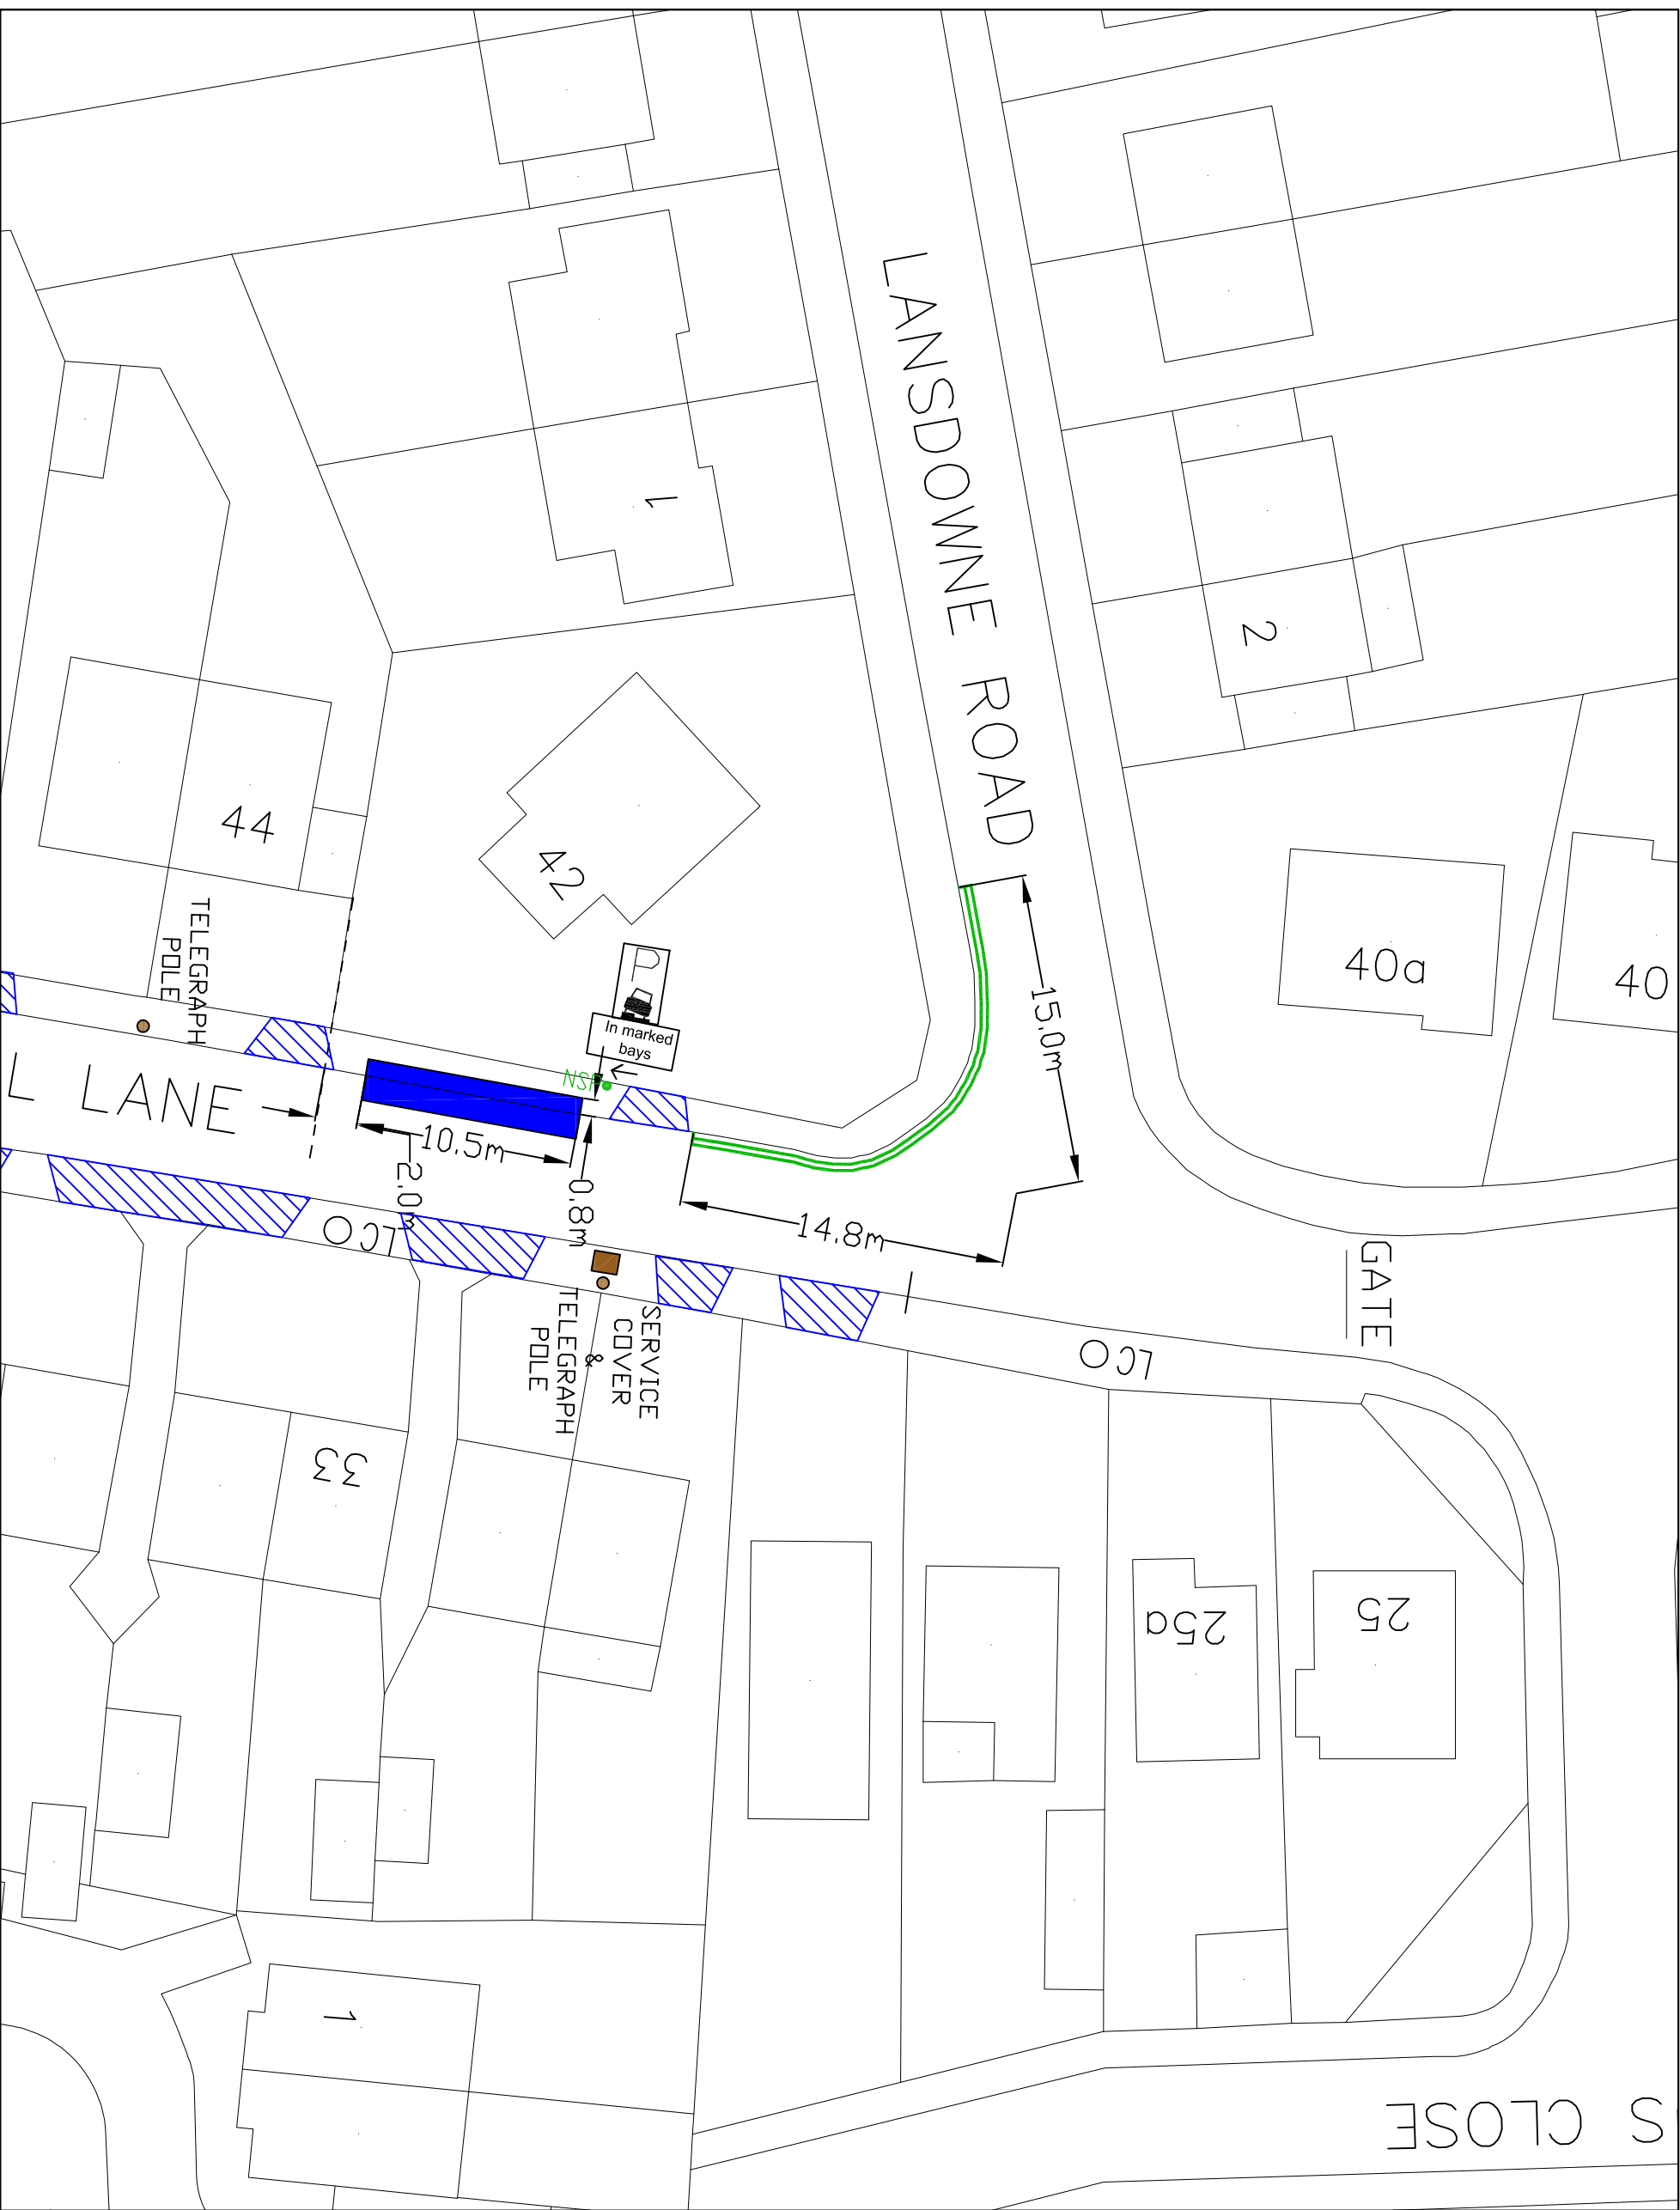 LANSDOWNE ROAD
1
2
44
42
40a
40
TELEGRAPH
POLE
P
In marked
bays
NSP
15.0m
L LANE
10.5m
2.0m
0.8m
14.8m
LCO
GATE
LCO
SERVICE
COVER
&
TELEGRAPH
POLE
33
25a
25
1
S CLOSE